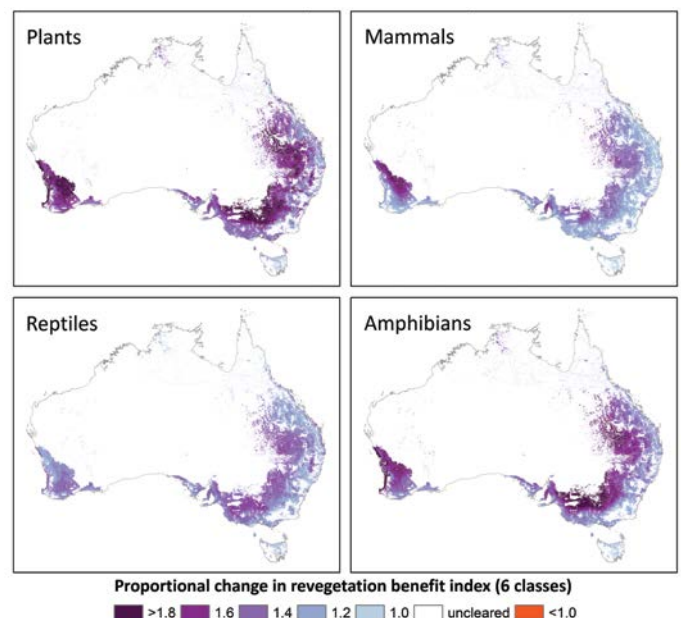 Plants
Mammals
Reptiles
Amphibians
Proportional change in revegetation benefit index (6 classes)
>1.8 1.6 1.4 1.2 1.0 uncleared <1.0